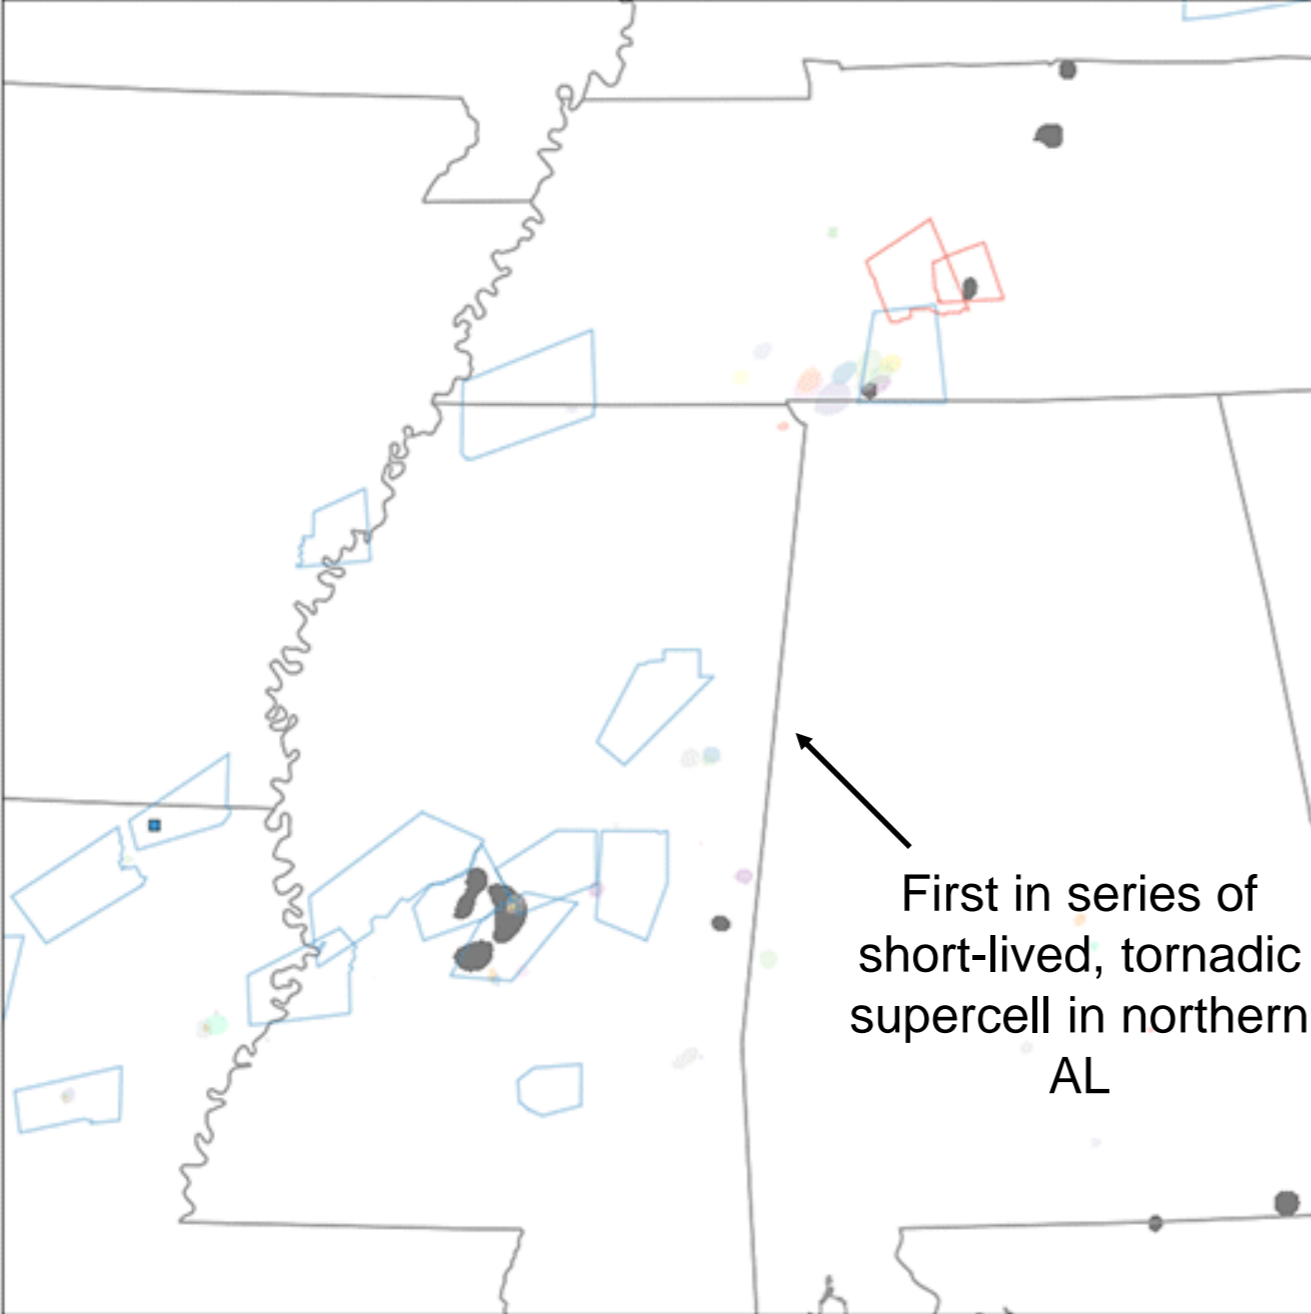 First in series of
short-lived, tornadic
supercell in northern
AL